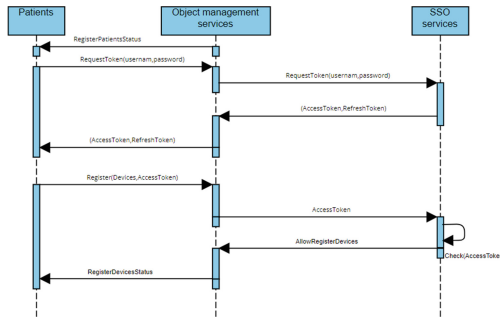 Patients
Object management
services
SSO
services
RegisterPatientsStatus
RequestToken(usernam,password)
RequestToken(usernam,password)
(AccessToken,RefreshToken)
(AccessToken,RefreshToken)
Register(Devices,AccessToken)
AccessToken
AllowRegisterDevices
Check(AccessToke
RegisterDevicesStatus